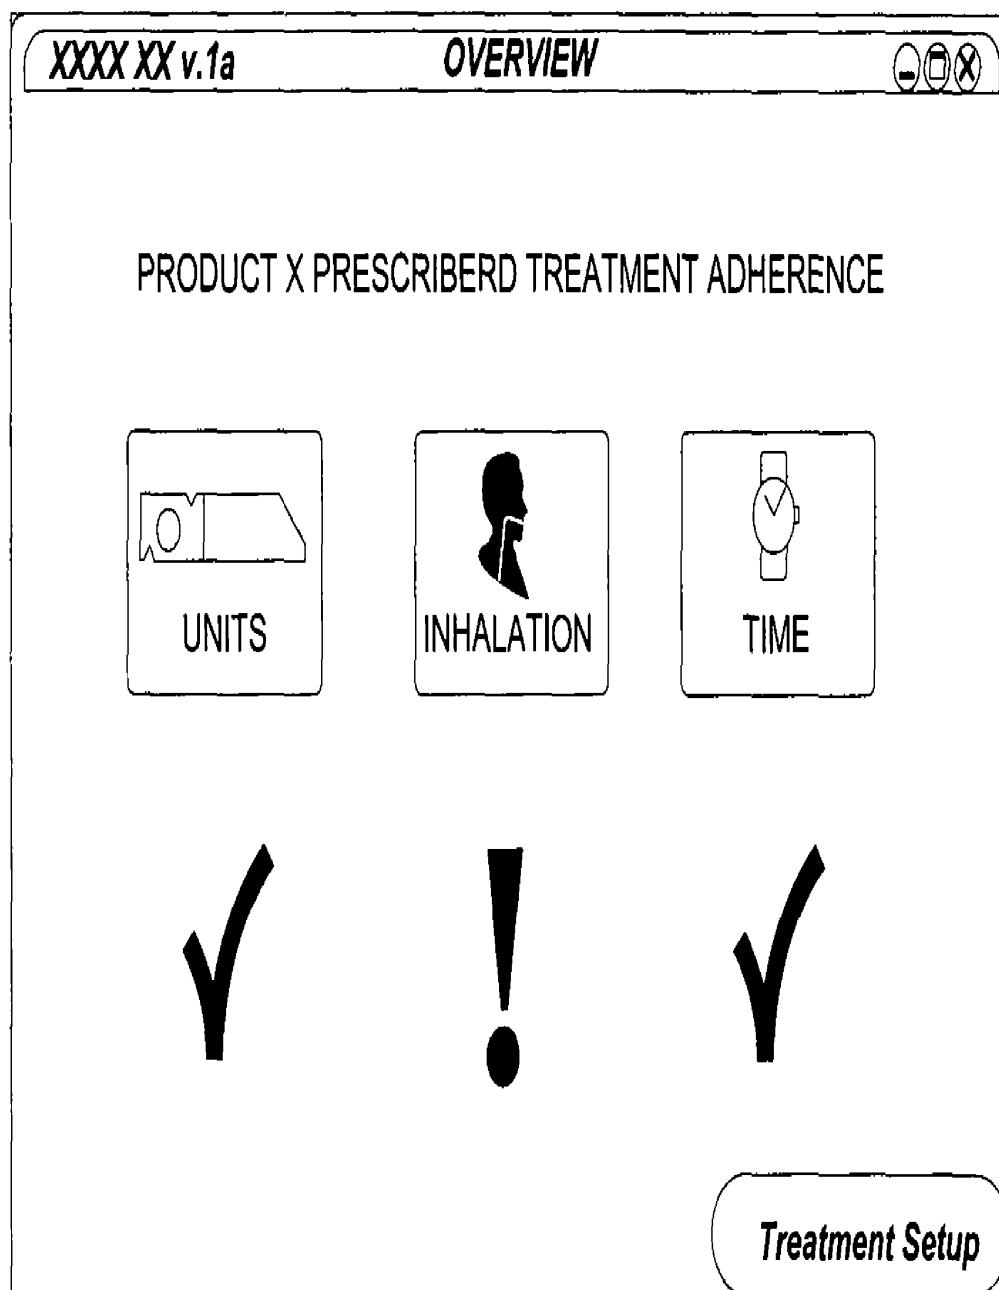 XXXX XX v.1a OVERVIEW
PRODUCT X PRESCRIBERD TREATMENT ADHERENCE
UNITS INHALATION TIME
Treatment Setup